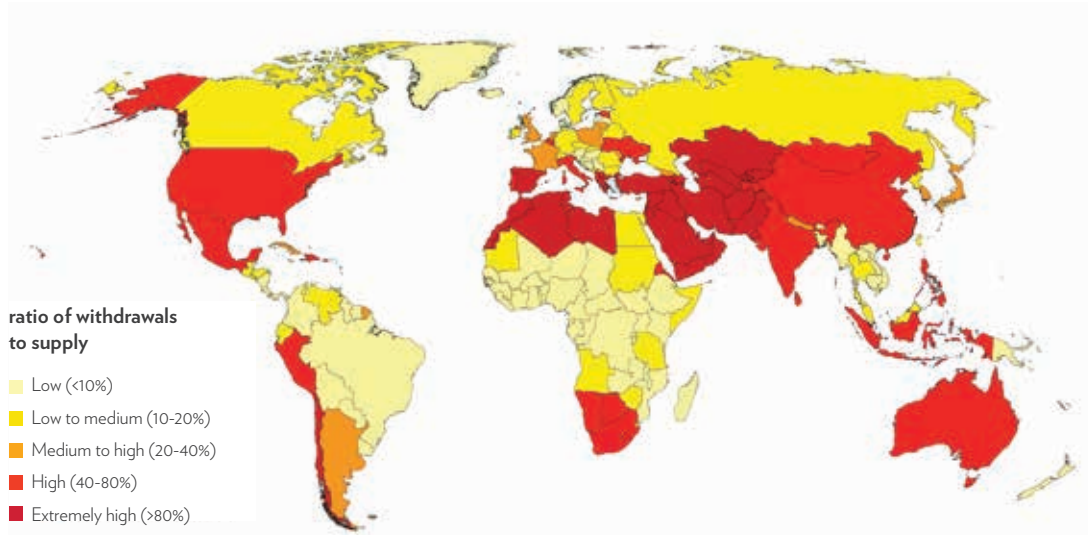 ratio of withdrawals
to supply
Low (<10%)
Low to medium (10-20%)
Medium to high (20-40%)
High (40-80%)
Extremely high (>80%)